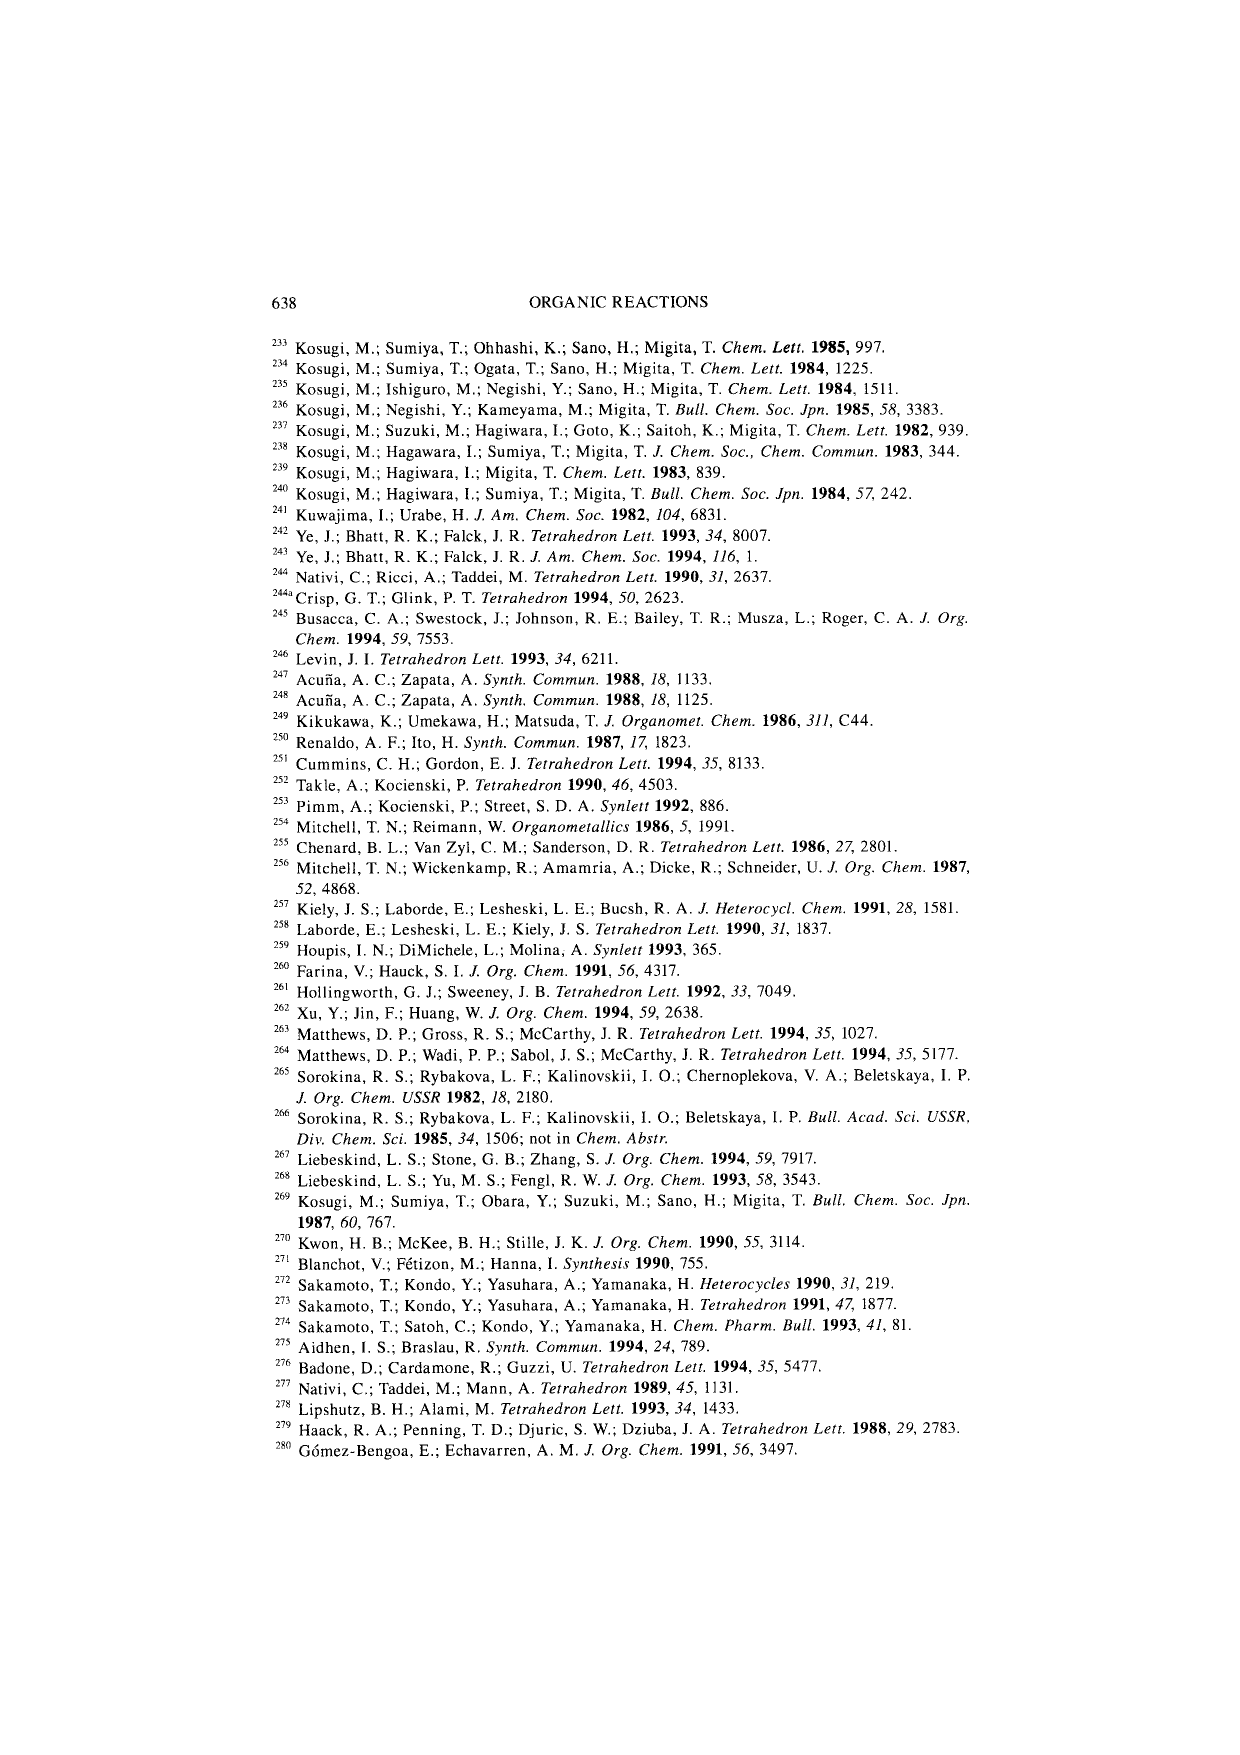 638 ORGANIC REACTIONS
233 Kosugi, M.; Sumiya, T.; Ohhashi, K.; Sano, H.; Migita, T. Chem. Lett. 1985, 997.
234 Kosugi, M.; Sumiya, T.; Ogata, T.; Sano, H.; Migita, T. Chem. Lett. 1984, 1225.
235 Kosugi, M.; Ishiguro, M.; Negishi, Y.; Sano, H.; Migita, T. Chem. Lett. 1984, 1511.
236 Kosugi, M.; Negishi, Y.; Kameyama, M.; Migita, T. Bull. Chem. Soc. Jpn. 1985, 58, 3383.
237 Kosugi, M.; Suzuki, M.; Hagiwara, I.; Goto, K.; Saitoh, K.; Migita, T. Chem. Lett. 1982, 939.
238 Kosugi, M.; Hagawara, I.; Sumiya, T.; Migita, T. J. Chem. Soc., Chem. Commun. 1983, 344.
239 Kosugi, M.; Hagiwara, I.; Migita, T. Chem. Lett. 1983, 839.
240 Kosugi, M.; Hagiwara, I.; Sumiya, T.; Migita, T. Bull. Chem. Soc. Jpn. 1984, 57, 242.
241 Kuwajima, I.; Urabe, H. J. Am. Chem. Soc. 1982, 104, 6831.
242 Ye, J.; Bhatt, R. K.; Falck, J. R. Tetrahedron Lett. 1993, 34, 8007.
243 Ye, J.; Bhatt, R. K.; Falck, J. R. J. Am. Chem. Soc. 1994, 116, 1.
244 Nativi, C.; Ricci, A.; Taddei, M. Tetrahedron Lett. 1990, 31, 2637.
244a Crisp, G. T.; Glink, P. T. Tetrahedron 1994, 50, 2623.
245 Busacca, C. A.; Swestock, J.; Johnson, R. E.; Bailey, T. R.; Musza, L.; Roger, C. A. J. Org.
Chem. 1994, 59, 7553.
246 Levin, J. I. Tetrahedron Lett. 1993, 34, 6211.
247 Acuña, A. C.; Zapata, A. Synth. Commun. 1988, 18, 1133.
248 Acuña, A. C.; Zapata, A. Synth. Commun. 1988, 18, 1125.
249 Kikukawa, K.; Umekawa, H.; Matsuda, T. J. Organomet. Chem. 1986, 311, C44.
250 Renaldo, A. F.; Ito, H. Synth. Commun. 1987, 17, 1823.
251 Cummins, C. H.; Gordon, E. J. Tetrahedron Lett. 1994, 35, 8133.
252 Takle, A.; Kocienski, P. Tetrahedron 1990, 46, 4503.
253 Pimm, A.; Kocienski, P.; Street, S. D. A. Synlett 1992, 886.
254 Mitchell, T. N.; Reimann, W. Organometallics 1986, 5, 1991.
255 Chenard, B. L.; Van Zyl, C. M.; Sanderson, D. R. Tetrahedron Lett. 1986, 27, 2801.
256 Mitchell, T. N.; Wickenkamp, R.; Amamria, A.; Dicke, R.; Schneider, U. J. Org. Chem. 1987,
52, 4868.
257 Kiely, J. S.; Laborde, E.; Lesheski, L. E.; Bucsh, R. A. J. Heterocycl. Chem. 1991, 28, 1581.
258 Laborde, E.; Lesheski, L. E.; Kiely, J. S. Tetrahedron Lett. 1990, 31, 1837.
259 Houpis, I. N.; DiMichele, L.; Molina, A. Synlett 1993, 365.
260 Farina, V.; Hauck, S. I. J. Org. Chem. 1991, 56, 4317.
261 Hollingworth, G. J.; Sweeney, J. B. Tetrahedron Lett. 1992, 33, 7049.
262 Xu, Y.; Jin, F.; Huang, W. J. Org. Chem. 1994, 59, 2638.
263 Matthews, D. P.; Gross, R. S.; McCarthy, J. R. Tetrahedron Lett. 1994, 35, 1027.
264 Matthews, D. P.; Wadi, P. P.; Sabol, J. S.; McCarthy, J. R. Tetrahedron Lett. 1994, 35, 5177.
265 Sorokina, R. S.; Rybakova, L. F.; Kalinovskii, I. O.; Chernoplekova, V. A.; Beletskaya, I. P.
J. Org. Chem. USSR 1982, 18, 2180.
266 Sorokina, R. S.; Rybakova, L. F.; Kalinovskii, I. O.; Beletskaya, I. P. Bull. Acad. Sci. USSR,
Div. Chem. Sci. 1985, 34, 1506; not in Chem. Abstr.
267 Liebeskind, L. S.; Stone, G. B.; Zhang, S. J. Org. Chem. 1994, 59, 7917.
268 Liebeskind, L. S.; Yu, M. S.; Fengl, R. W. J. Org. Chem. 1993, 58, 3543.
269 Kosugi, M.; Sumiya, T.; Obara, Y.; Suzuki, M.; Sano, H.; Migita, T. Bull. Chem. Soc. Jpn.
1987, 60, 767.
270 Kwon, H. B.; McKee, B. H.; Stille, J. K. J. Org. Chem. 1990, 55, 3114.
271 Blanchot, V.; Fétizon, M.; Hanna, I. Synthesis 1990, 755.
272 Sakamoto, T.; Kondo, Y.; Yasuhara, A.; Yamanaka, H. Heterocycles 1990, 31, 219.
273 Sakamoto, T.; Kondo, Y.; Yasuhara, A.; Yamanaka, H. Tetrahedron 1991, 47, 1877.
274 Sakamoto, T.; Satoh, C.; Kondo, Y.; Yamanaka, H. Chem. Pharm. Bull. 1993, 41, 81.
275 Aidhen, I. S.; Braslau, R. Synth. Commun. 1994, 24, 789.
276 Badone, D.; Cardamone, R.; Guzzi, U. Tetrahedron Lett. 1994, 35, 5477.
277 Nativi, C.; Taddei, M.; Mann, A. Tetrahedron 1989, 45, 1131.
278 Lipshutz, B. H.; Alami, M. Tetrahedron Lett. 1993, 34, 1433.
279 Haack, R. A.; Penning, T. D.; Djuric, S. W.; Dziuba, J. A. Tetrahedron Lett. 1988, 29, 2783.
280 Gómez-Bengoa, E.; Echavarren, A. M. J. Org. Chem. 1991, 56, 3497.